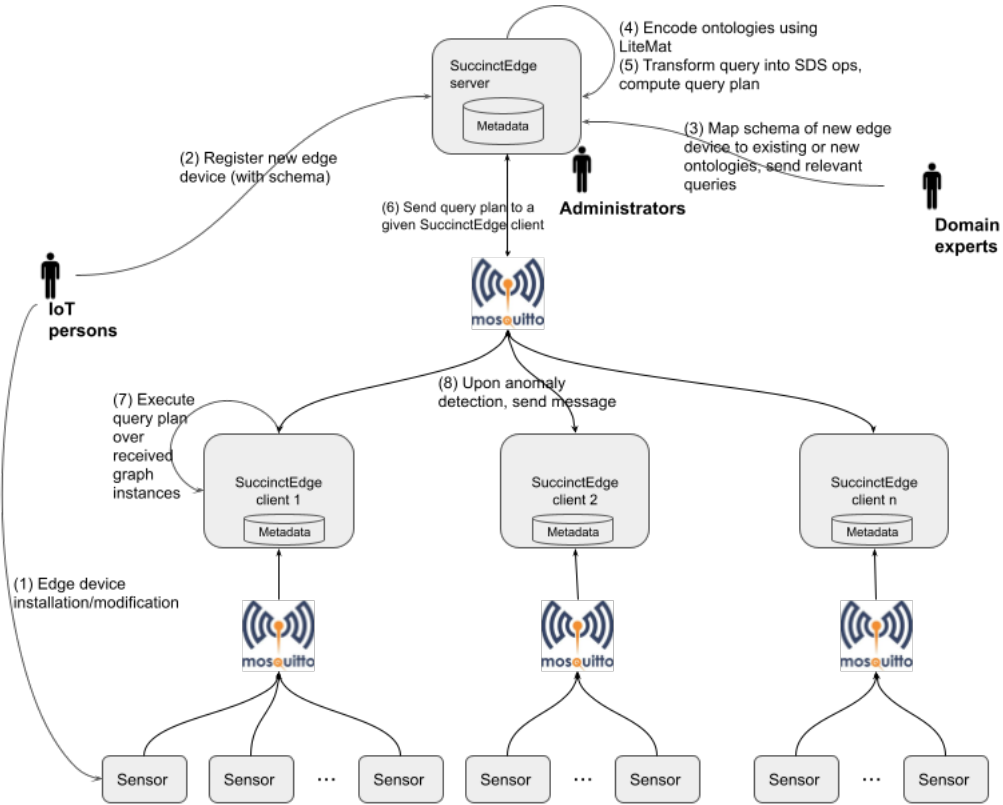 (4) Encode ontologies using
LiteMat
(5) Transform query into SDS ops,
compute query plan
SuccinctEdge
server
Metadata
(3) Map schema of new edge
device to existing or new
ontologies, send relevant
queries
(2) Register new edge
device (with schema)
Administrators
(6) Send query plan to a
given SuccinctEdge client
Domain
experts
IoT
persons
mosquitto
(8) Upon anomaly
detection, send message
(7) Execute
query plan
over
received
graph
instances
SuccinctEdge
client 1
Metadata
SuccinctEdge
client 2
Metadata
SuccinctEdge
client n
Metadata
(1) Edge device
installation/modification
mosquitto
mosquitto
mosquitto
Sensor
Sensor
...
Sensor
Sensor
...
Sensor
Sensor
...
Sensor